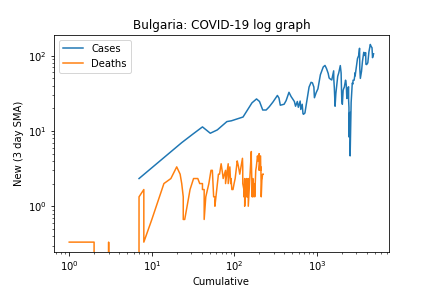 Bulgaria: COVID-19 log graph
Cases
Deaths
New (3 day SMA)
10²
10¹
10⁰
10⁰ 10¹ 10² 10³
Cumulative